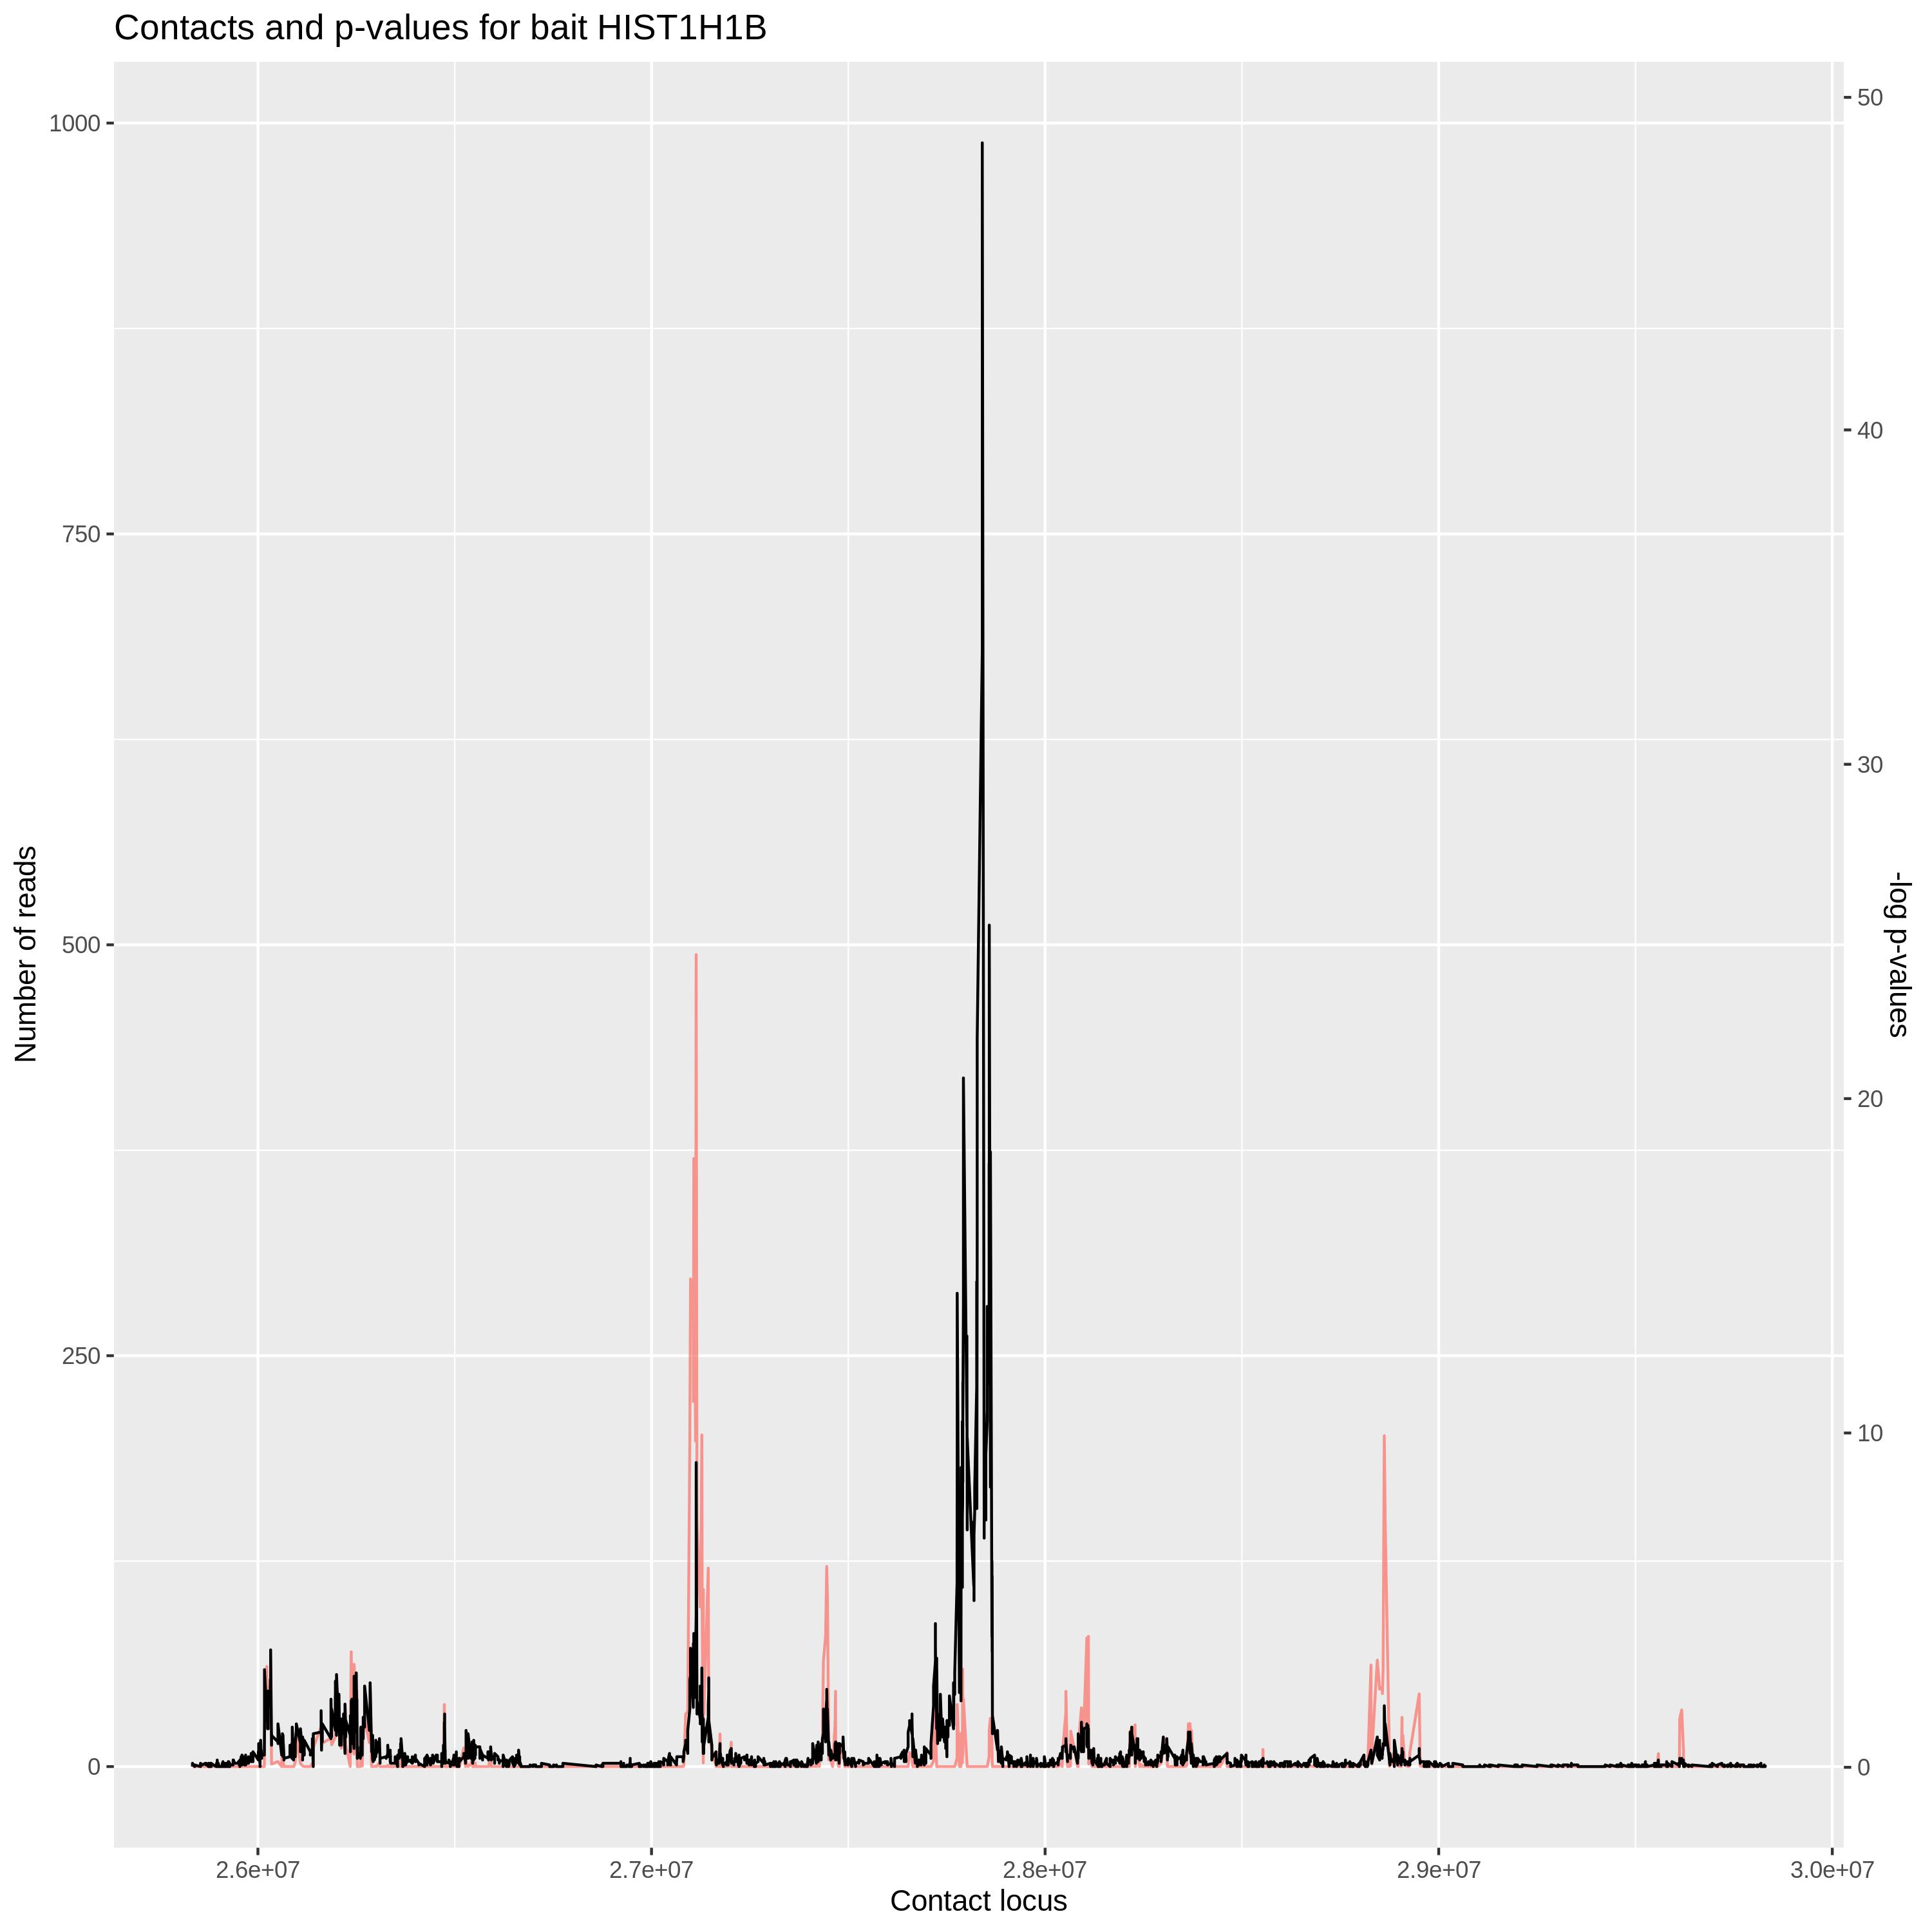 Contacts and p-values for bait HIST1H1B
1000
750
500
250
0
Number of reads
50
40
30
20
10
0
-log p-values
2.6e+07 2.7e+07 2.8e+07 2.9e+07 3.0e+07
Contact locus